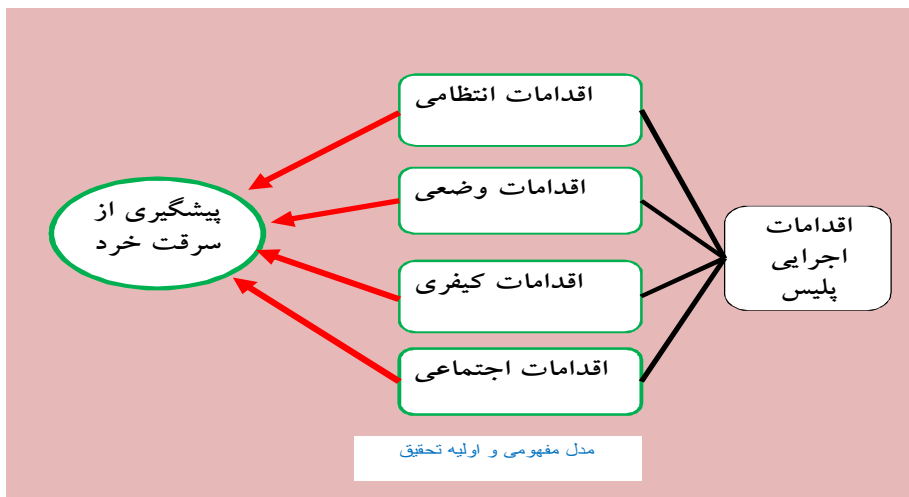 اقدامات انتظامی
اقدامات وضعی
اقدامات کیفری
اقدامات اجتماعی
اقدامات
اجرایی
پلیس
پیشگیری از
سرقت خرد
مدل مفهومی و اولیه تحقیق